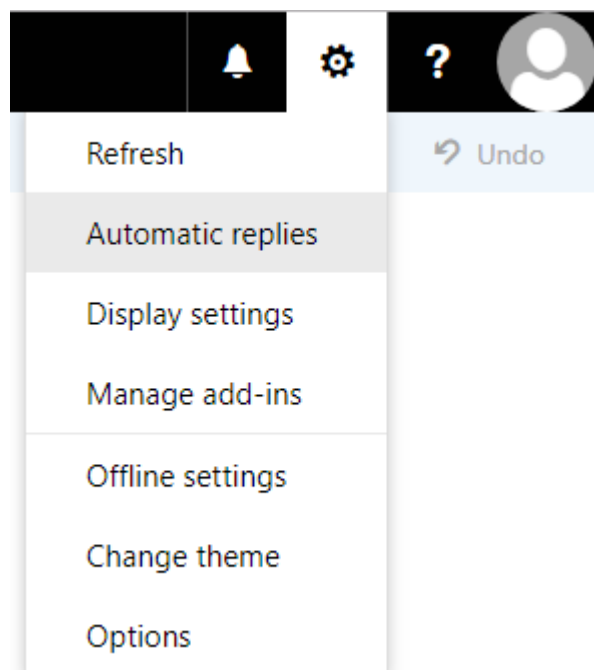 ?
Refresh
Undo
Automatic replies
Display settings
Manage add-ins
Offline settings
Change theme
Options